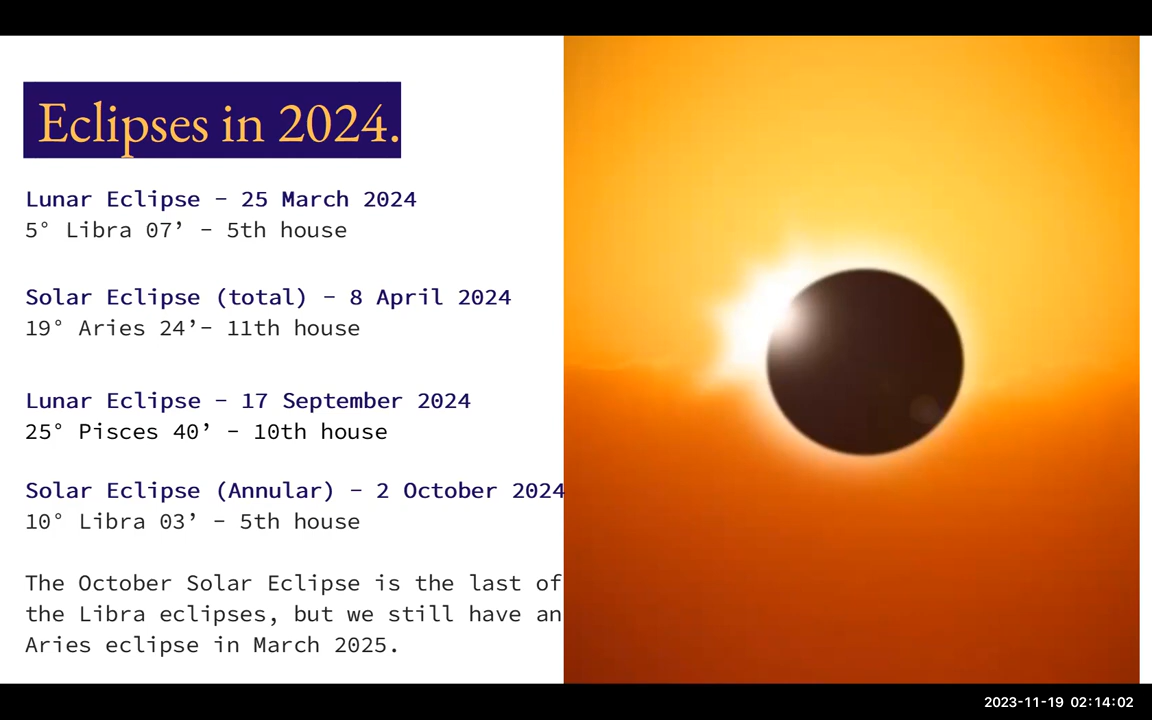 Eclipses in 2024.
Lunar Eclipse – 25 March 2024
5° Libra 07’ – 5th house
Solar Eclipse (total) – 8 April 2024
19° Aries 24’– 11th house
Lunar Eclipse – 17 September 2024
25° Pisces 40’ – 10th house
Solar Eclipse (Annular) – 2 October 2024
10° Libra 03’ – 5th house
The October Solar Eclipse is the last of
the Libra eclipses, but we still have an
Aries eclipse in March 2025.
2023-11-19 02:14:02